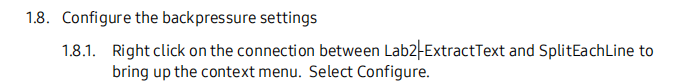 1.8. Configure the backpressure settings
1.8.1. Right click on the connection between Lab2-ExtractText and SplitEachLine to
bring up the context menu. Select Configure.